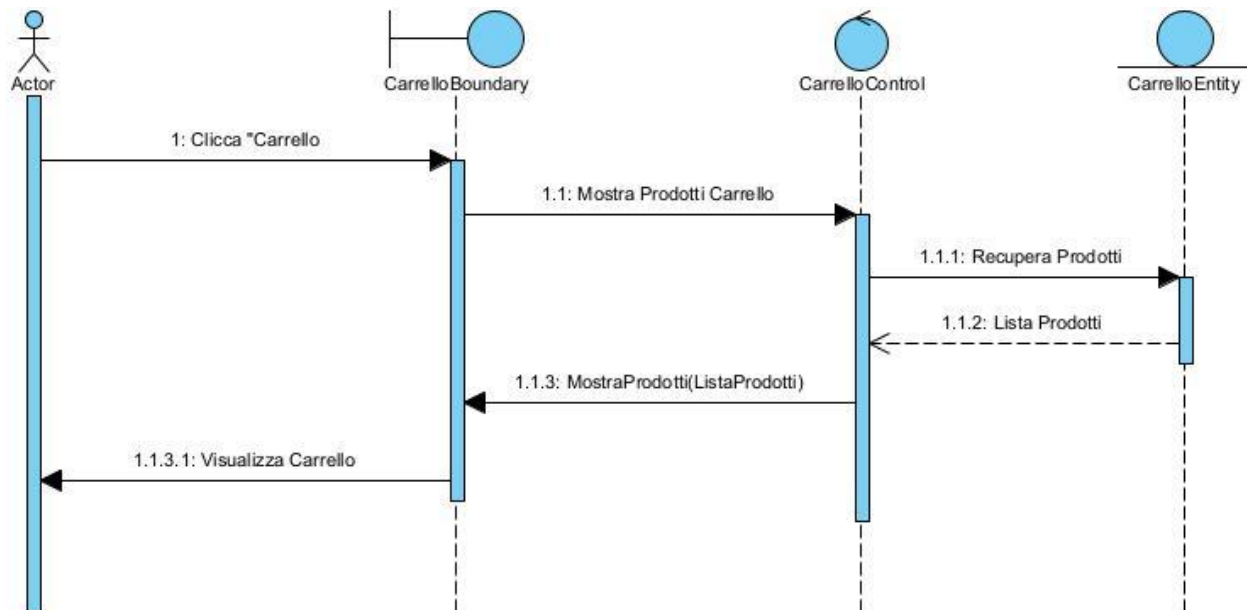 Actor
CarrelloBoundary
CarrelloControl
CarrelloEntity
1: Clicca "Carrello
1.1: Mostra Prodotti Carrello
1.1.1: Recupera Prodotti
1.1.2: Lista Prodotti
1.1.3: MostraProdotti(ListaProdotti)
1.1.3.1: Visualizza Carrello